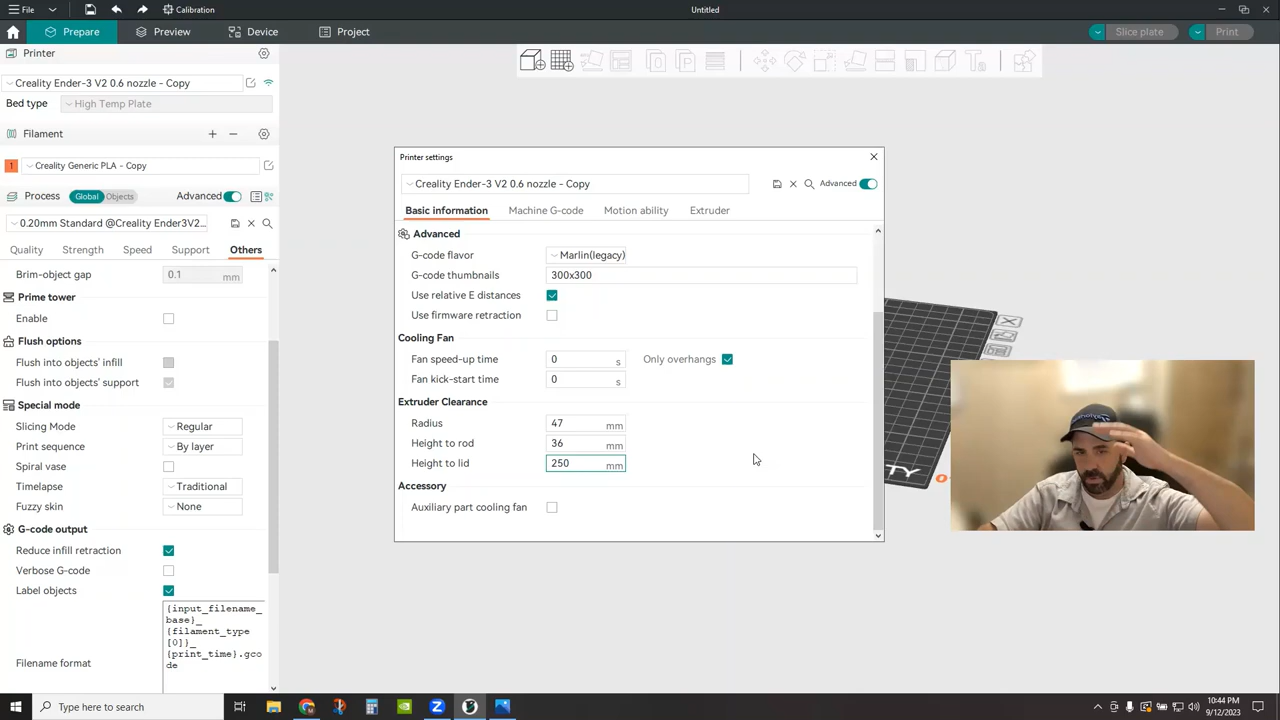 File
Calibration
Untitled
Prepare
Preview
Device
Project
Slice plate
Print
Printer
Creality Ender-3 V2 0.6 nozzle - Copy
Bed type
High Temp Plate
Filament
1
Creality Generic PLA - Copy
Process
Global
Objects
Advanced
0.20mm Standard @Creality Ender3V2...
Quality
Strength
Speed
Support
Others
Brim-object gap
0.1 mm
Prime tower
Enable
Flush options
Flush into objects' infill
Flush into objects' support
Special mode
Slicing Mode
Regular
Print sequence
By layer
Spiral vase
Timelapse
Traditional
Fuzzy skin
None
G-code output
Reduce infill retraction
Verbose G-code
Label objects
Filename format
{input_filename_
base}_
{filament_type
[0]}_
{print_time}.gco
de
Printer settings
Creality Ender-3 V2 0.6 nozzle - Copy
Advanced
Basic information
Machine G-code
Motion ability
Extruder
Advanced
G-code flavor
Marlin(legacy)
G-code thumbnails
300x300
Use relative E distances
Use firmware retraction
Cooling Fan
Fan speed-up time
0 s
Only overhangs
Fan kick-start time
0 s
Extruder Clearance
Radius
47 mm
Height to rod
36 mm
Height to lid
250 mm
Accessory
Auxiliary part cooling fan
Type here to search
10:44 PM
9/12/2023